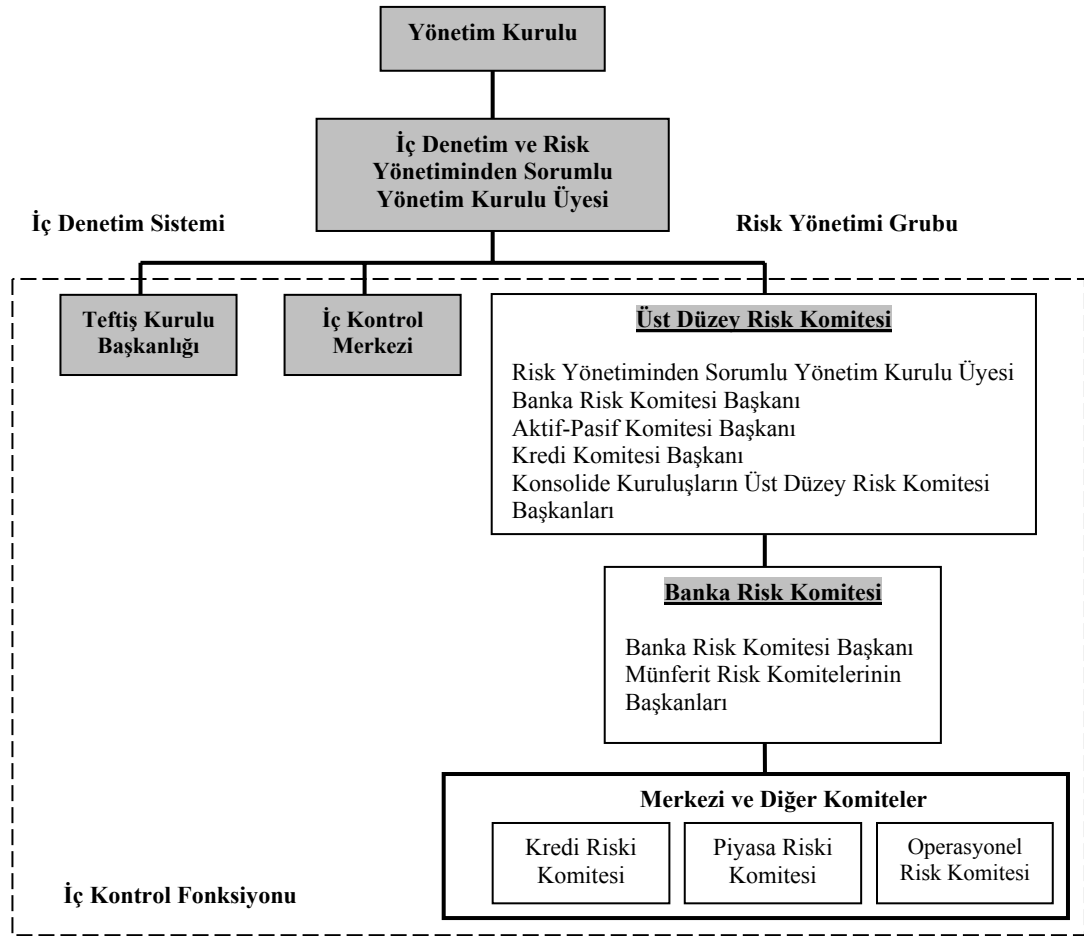 Yönetim Kurulu
İç Denetim ve Risk
Yönetiminden Sorumlu
Yönetim Kurulu Üyesi
İç Denetim Sistemi
Risk Yönetimi Grubu
Teftiş Kurulu
Başkanlığı
İç Kontrol
Merkezi
Üst Düzey Risk Komitesi
Risk Yönetiminden Sorumlu Yönetim Kurulu Üyesi
Banka Risk Komitesi Başkanı
Aktif-Pasif Komitesi Başkanı
Kredi Komitesi Başkanı
Konsolide Kuruluşların Üst Düzey Risk Komitesi
Başkanları
Banka Risk Komitesi
Banka Risk Komitesi Başkanı
Münferit Risk Komitelerinin
Başkanları
Merkezi ve Diğer Komiteler
Kredi Riski
Komitesi
Piyasa Riski
Komitesi
Operasyonel
Risk Komitesi
İç Kontrol Fonksiyonu